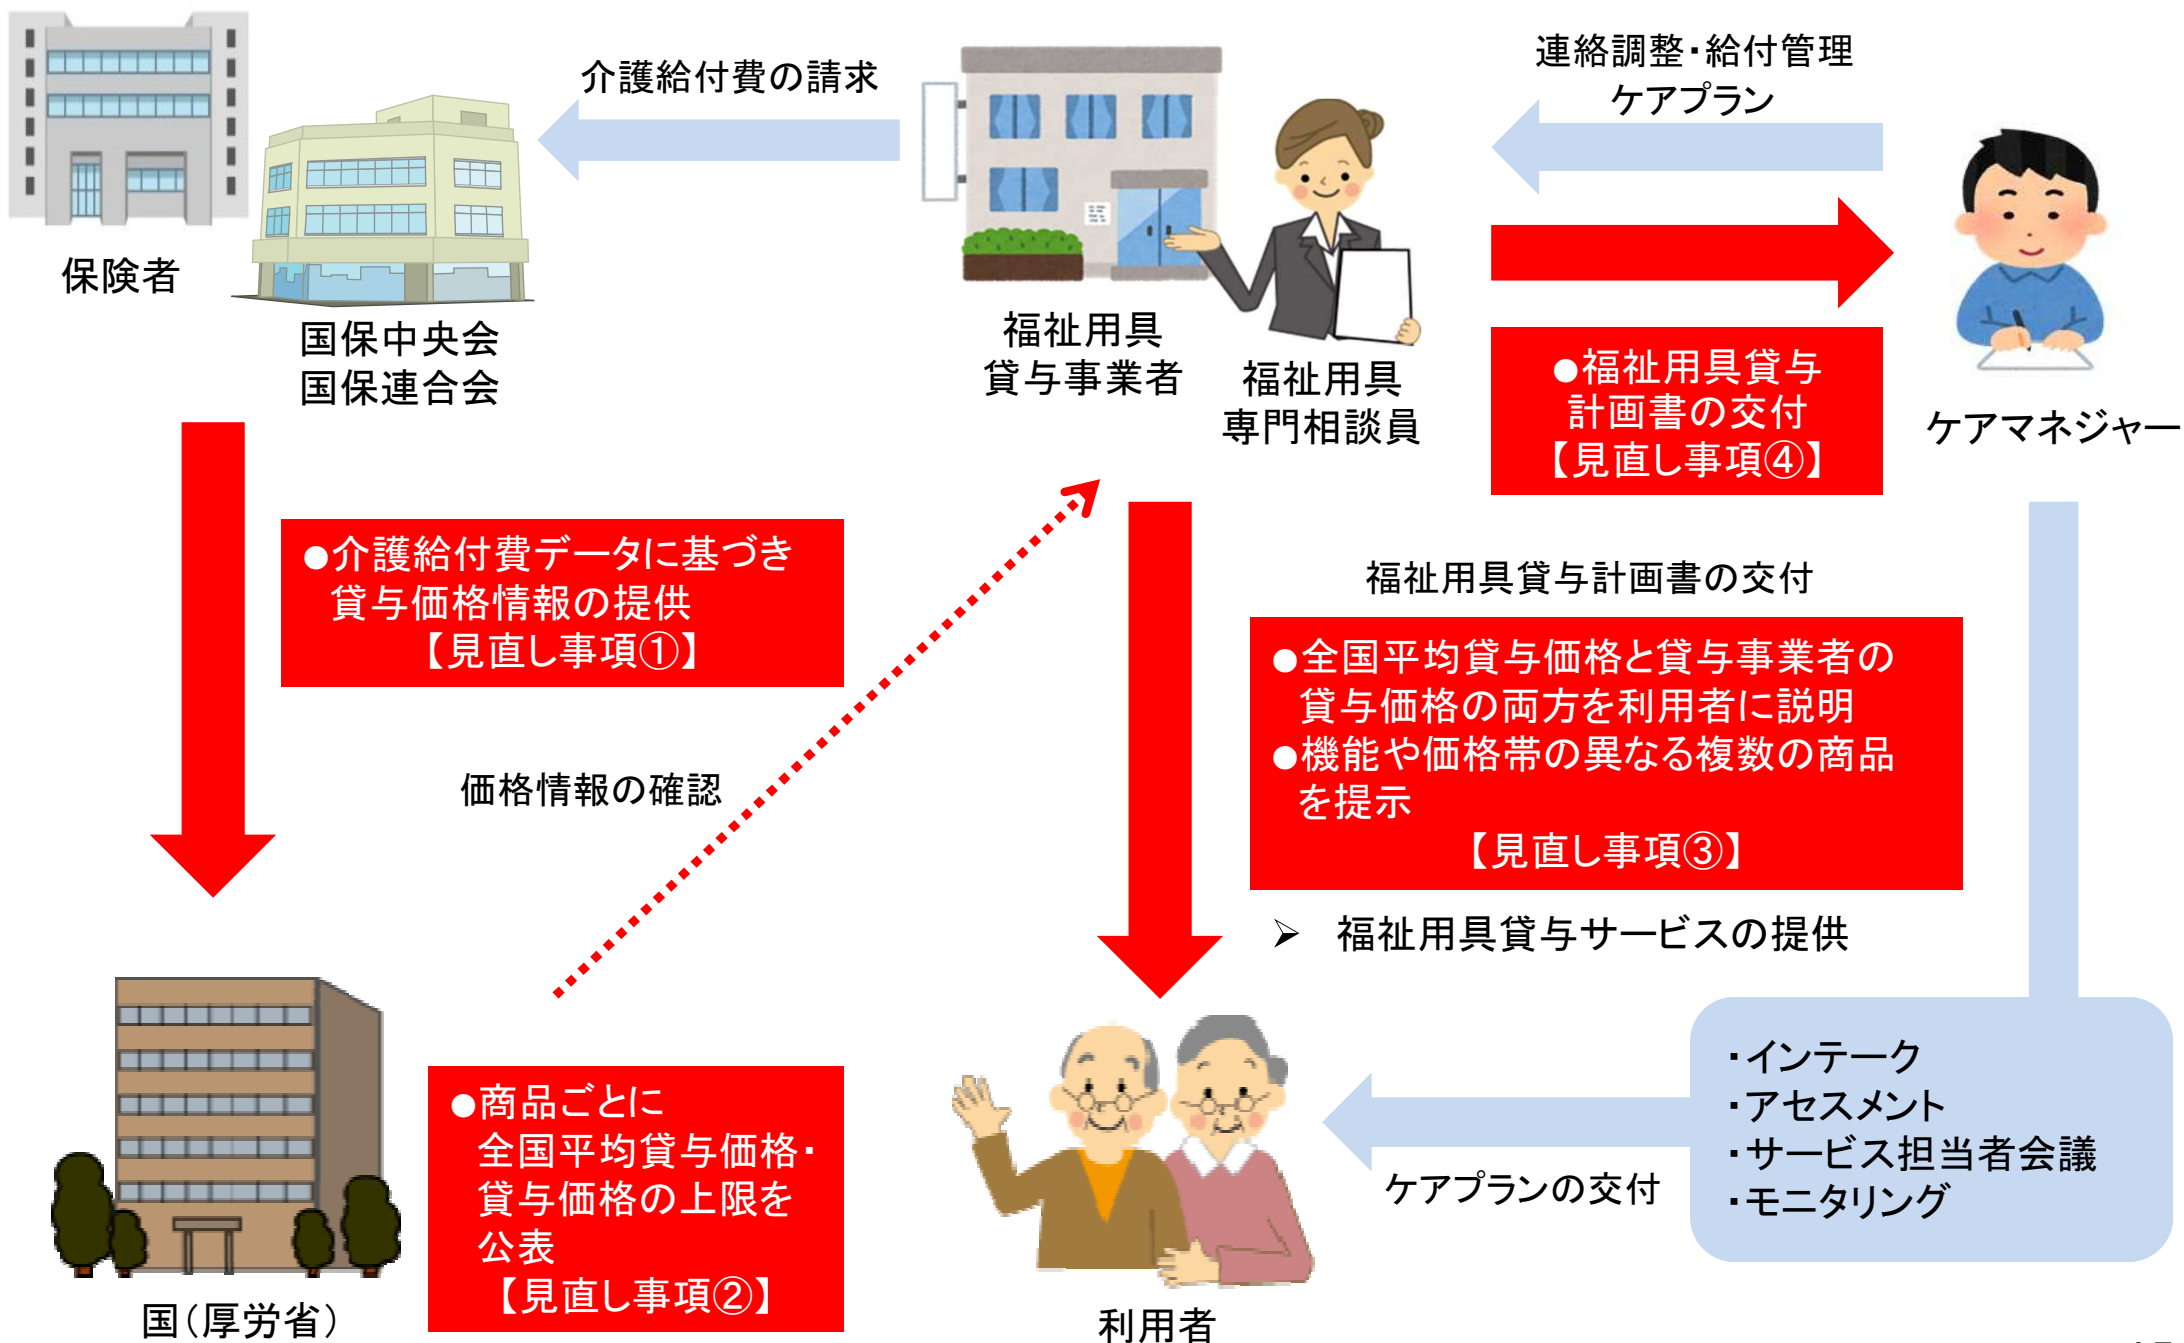 介護給付費の請求
連絡調整・給付管理
ケアプラン
保険者
国保中央会
国保連合会
福祉用具
貸与事業者
福祉用具
専門相談員
●福祉用具貸与
計画書の交付
【見直し事項④】
ケアマネジャー
●介護給付費データに基づき
貸与価格情報の提供
【見直し事項①】
福祉用具貸与計画書の交付
●全国平均貸与価格と貸与事業者の
貸与価格の両方を利用者に説明
●機能や価格帯の異なる複数の商品
を提示
【見直し事項③】
価格情報の確認
➢ 福祉用具貸与サービスの提供
・インテーク
・アセスメント
・サービス担当者会議
・モニタリング
●商品ごとに
全国平均貸与価格・
貸与価格の上限を
公表
【見直し事項②】
ケアプランの交付
国（厚労省）
利用者